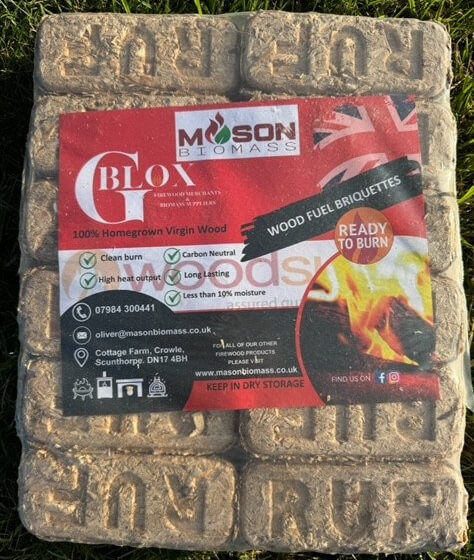 RUF
RUF
MASON
BIOMASS
G BLOX
FIREWOOD MERCHANTS
&
BIOMASS SUPPLIERS
100% Homegrown Virgin Wood
WOOD FUEL BRIQUETTES
READY
TO BURN
Clean burn
Carbon Neutral
High heat output
Long Lasting
Less than 10% moisture
assured
07984 300441
oliver@masonbiomass.co.uk
Cottage Farm, Crowle,
Scunthorpe. DN17 4BH
FOR ALL OF OUR OTHER
FIREWOOD PRODUCTS
PLEASE VISIT
www.masonbiomass.co.uk
KEEP IN DRY STORAGE
FIND US ON
RUF
RUF
RUF
RUF